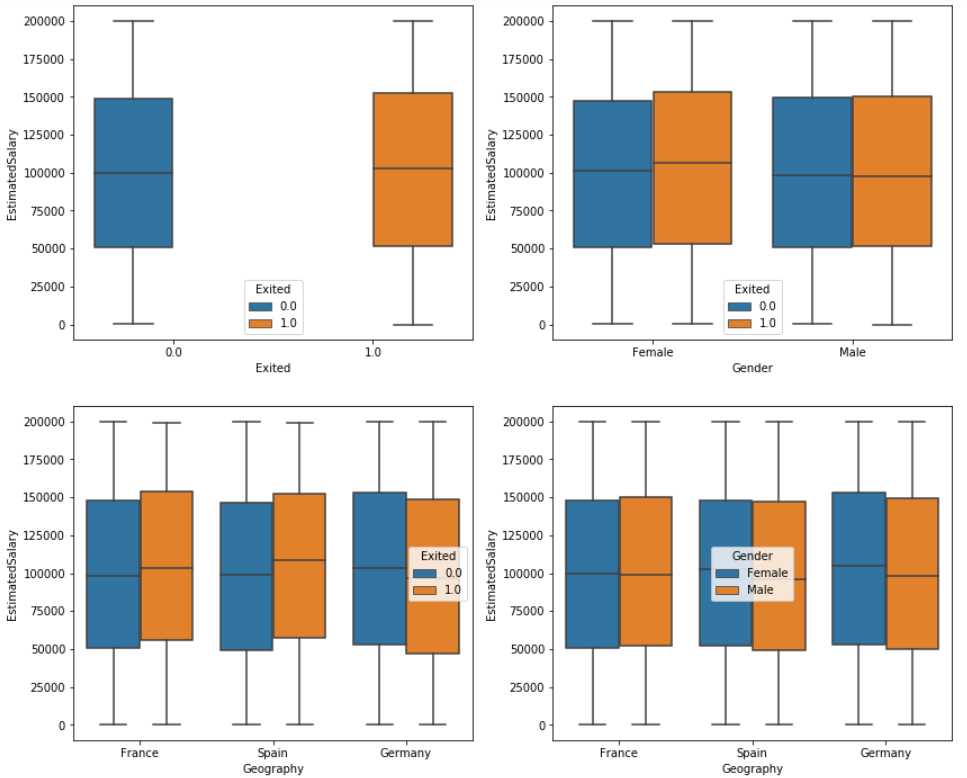 200000
175000
150000
125000
100000
75000
50000
25000
0
EstimatedSalary
Exited
0.0
1.0
0.0 1.0
Exited
200000
175000
150000
125000
100000
75000
50000
25000
0
EstimatedSalary
Exited
0.0
1.0
Female Male
Gender
200000
175000
150000
125000
100000
75000
50000
25000
0
EstimatedSalary
Exited
0.0
1.0
France Spain Germany
Geography
200000
175000
150000
125000
100000
75000
50000
25000
0
EstimatedSalary
Gender
Female
Male
France Spain Germany
Geography